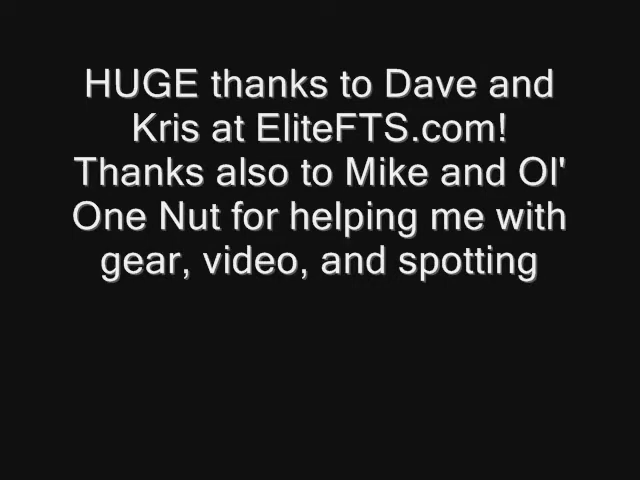 HUGE thanks to Dave and
Kris at EliteFTS.com!
Thanks also to Mike and Ol'
One Nut for helping me with
gear, video, and spotting